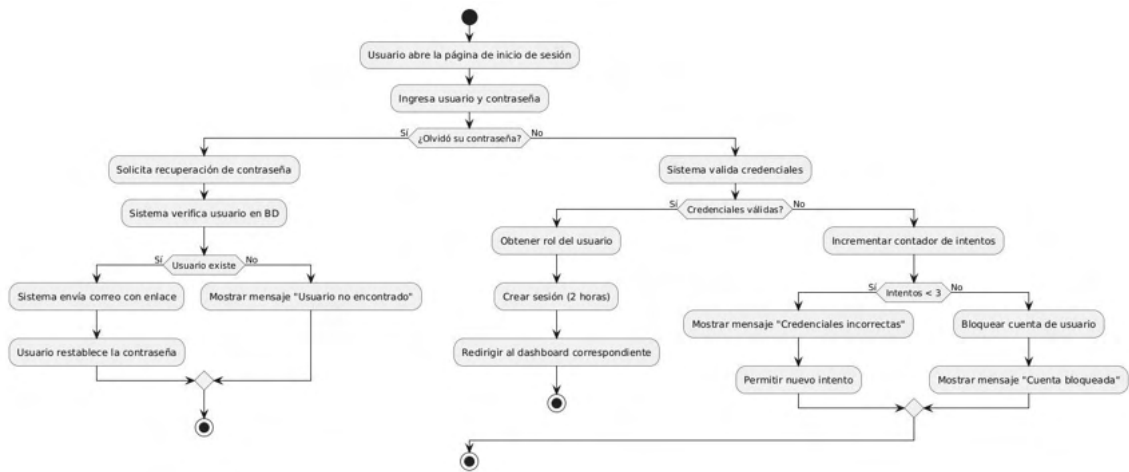 Usuario abre la página de inicio de sesión
Ingresa usuario y contraseña
Sí
¿Olvidó su contraseña?
No
Solicita recuperación de contraseña
Sistema valida credenciales
Sistema verifica usuario en BD
Sí
Credenciales válidas?
No
Obtener rol del usuario
Incrementar contador de intentos
Sí
Usuario existe
No
Sistema envía correo con enlace
Mostrar mensaje "Usuario no encontrado"
Crear sesión (2 horas)
Sí
Intentos < 3
No
Usuario restablece la contraseña
Redirigir al dashboard correspondiente
Mostrar mensaje "Credenciales incorrectas"
Bloquear cuenta de usuario
Permitir nuevo intento
Mostrar mensaje "Cuenta bloqueada"